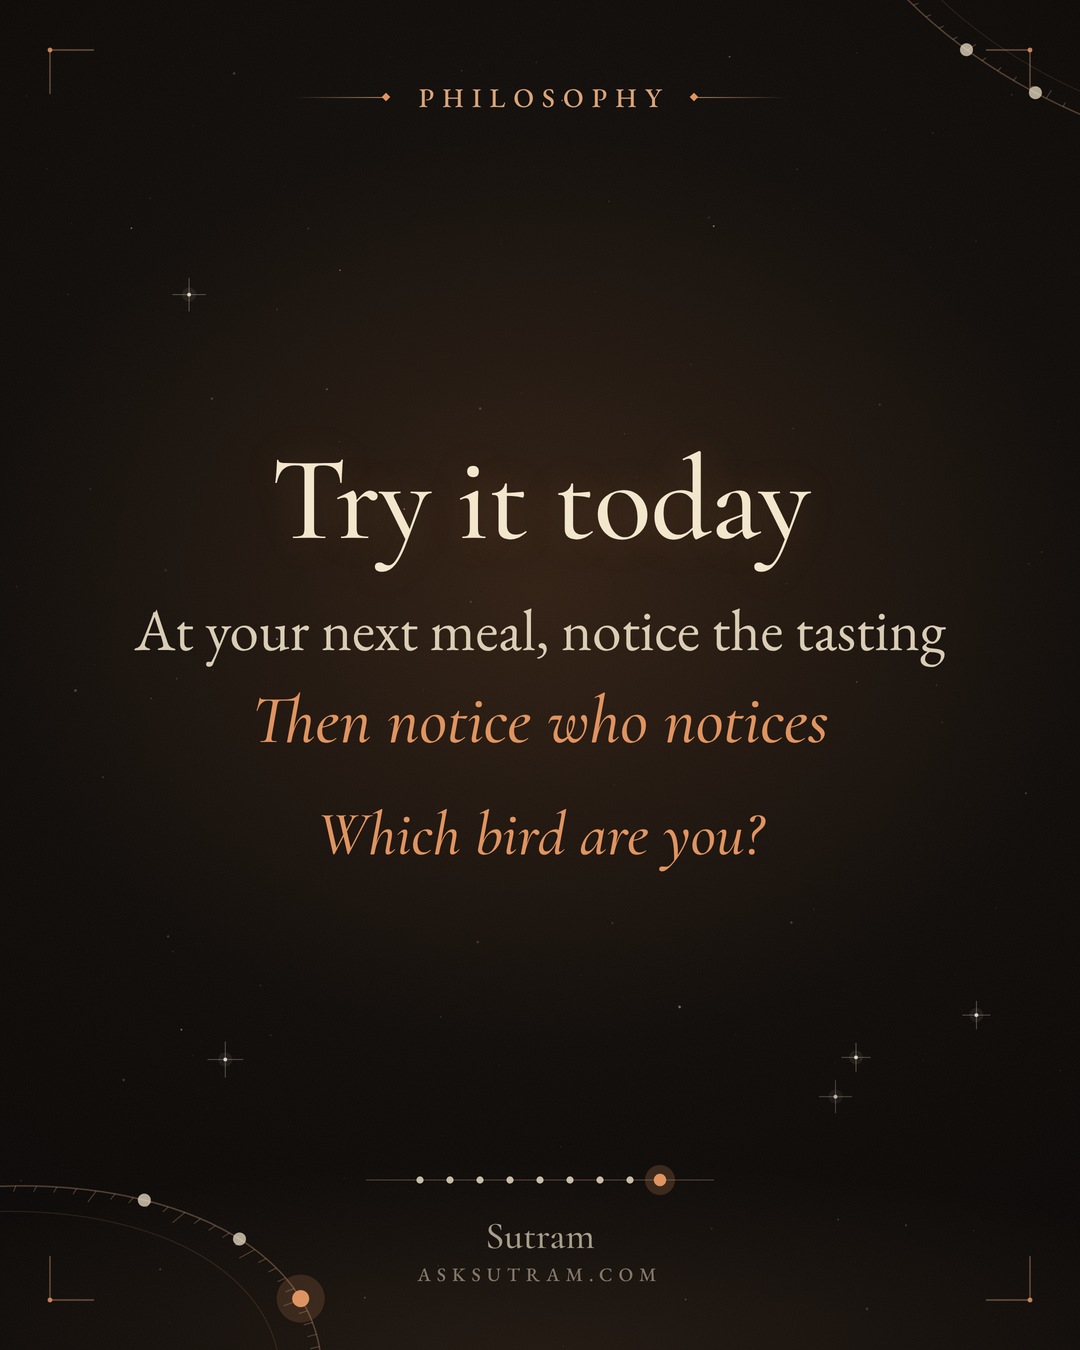 PHILOSOPHY
Try it today
At your next meal, notice the tasting
Then notice who notices
Which bird are you?
Sutram
ASKSUTRAM.COM